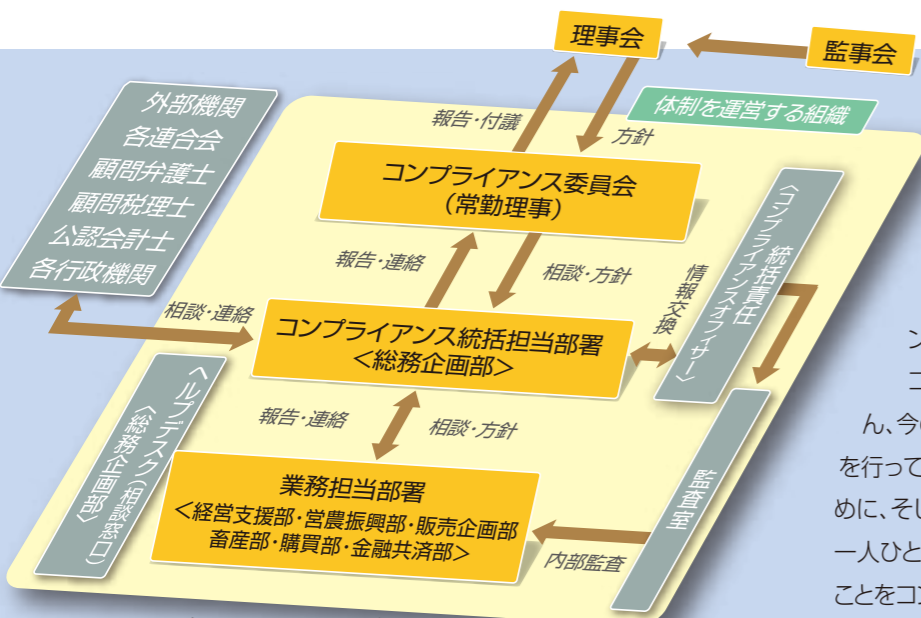 理事会
監事会
体制を運営する組織
外部機関
各連合会
顧問弁護士
顧問税理士
公認会計士
各行政機関
報告・付議
方針
コンプライアンス委員会
（常勤理事）
報告・連絡
相談・方針
情報交換
統括責任
〈コンプライアンスオフィサー〉
相談・連絡
コンプライアンス統括担当部署
＜総務企画部＞
ヘルプデスク（相談窓口）
〈総務企画部〉
報告・連絡
相談・方針
業務担当部署
＜経営支援部・営農振興部・販売企画部
畜産部・購買部・金融共済部＞
内部監査
監査室
ん、今
を行って
めに、そし
一人ひと
ことをコン